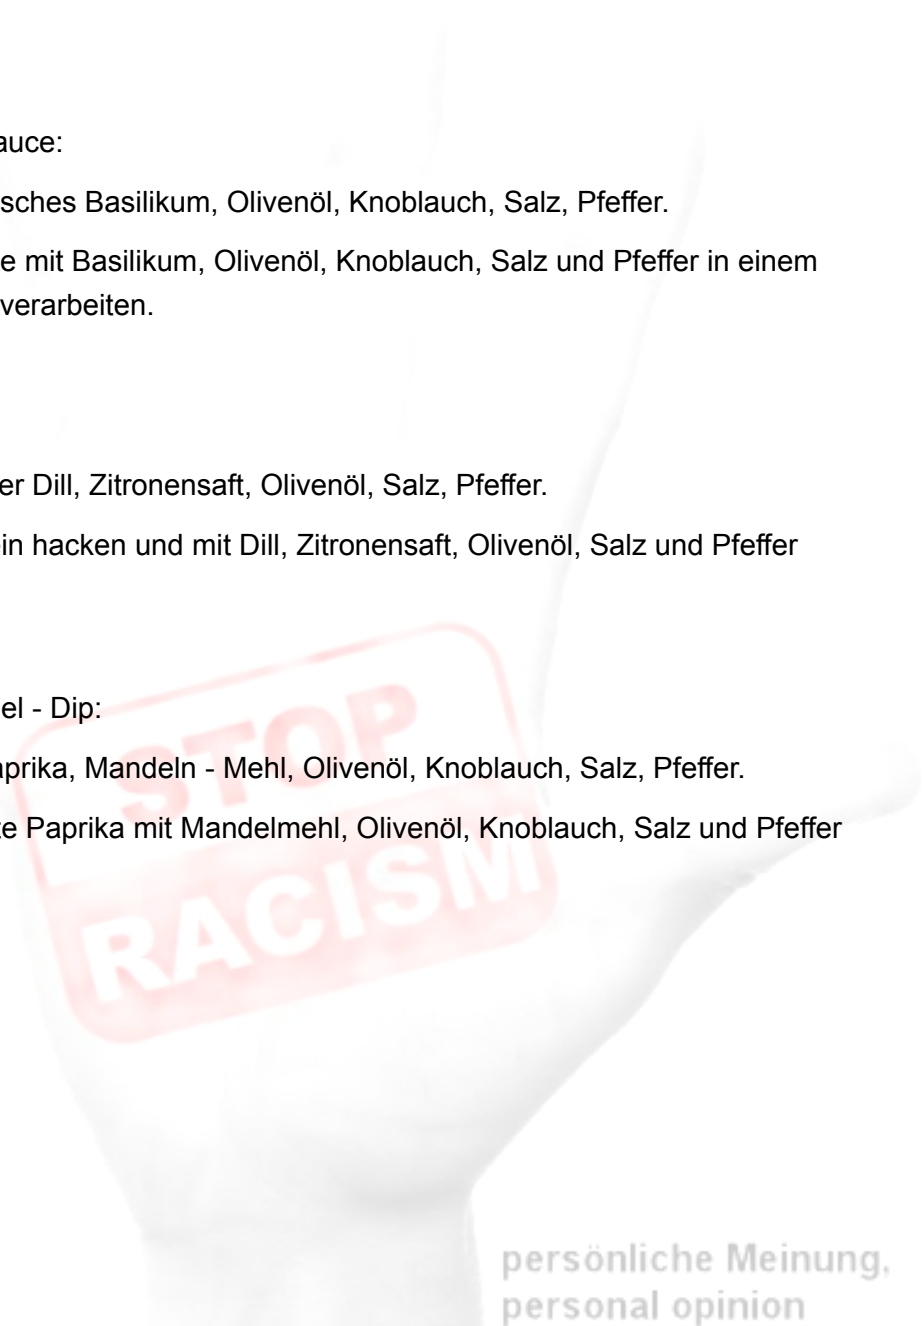 auce:
sches Basilikum, Olivenöl, Knoblauch, Salz, Pfeffer.
e mit Basilikum, Olivenöl, Knoblauch, Salz und Pfeffer in einem
verarbeiten.
er Dill, Zitronensaft, Olivenöl, Salz, Pfeffer.
in hacken und mit Dill, Zitronensaft, Olivenöl, Salz und Pfeffer
el - Dip:
aprika, Mandeln - Mehl, Olivenöl, Knoblauch, Salz, Pfeffer.
te Paprika mit Mandelmehl, Olivenöl, Knoblauch, Salz und Pfeffer
STOP
RACISM
persönliche Meinung,
personal opinion